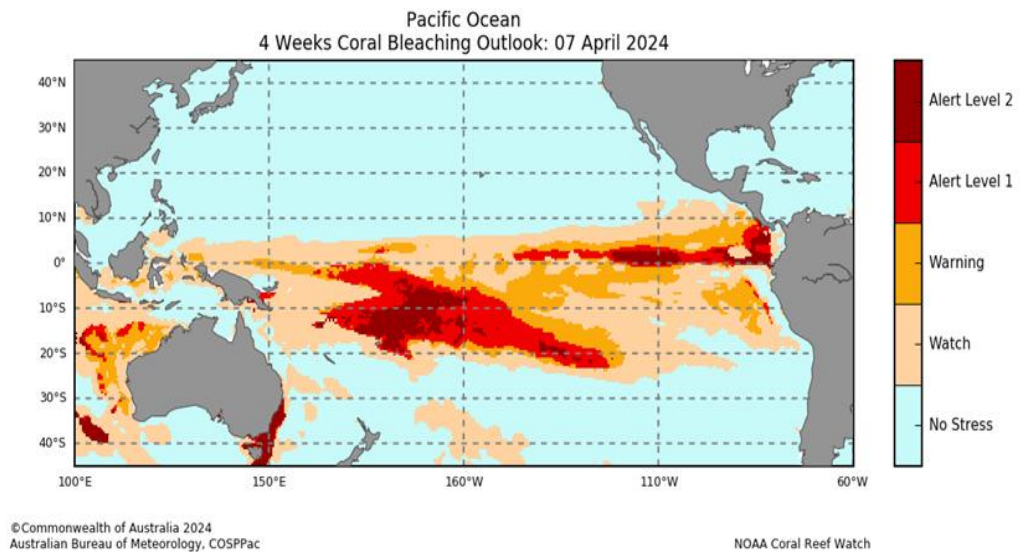 Pacific Ocean
4 Weeks Coral Bleaching Outlook: 07 April 2024
40°N
30°N
20°N
10°N
0°
10°S
20°S
30°S
40°S
100°E
150°E
160°W
110°W
60°W
Alert Level 2
Alert Level 1
Warning
Watch
No Stress
©Commonwealth of Australia 2024
Australian Bureau of Meteorology, COSPPac
NOAA Coral Reef Watch